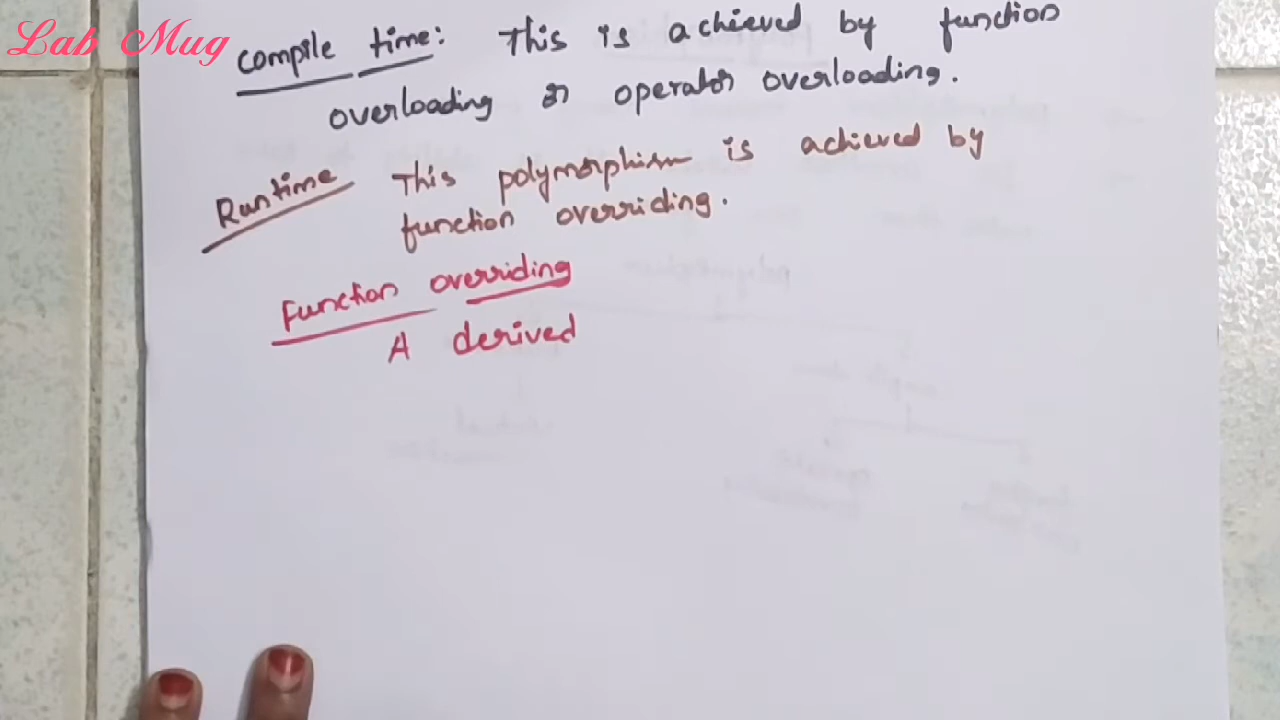 Lab Mug
compile time: This is achieved by function
overloading or operator overloading.
Runtime This polymorphism is achieved by
function overriding.
Function overriding
A derived